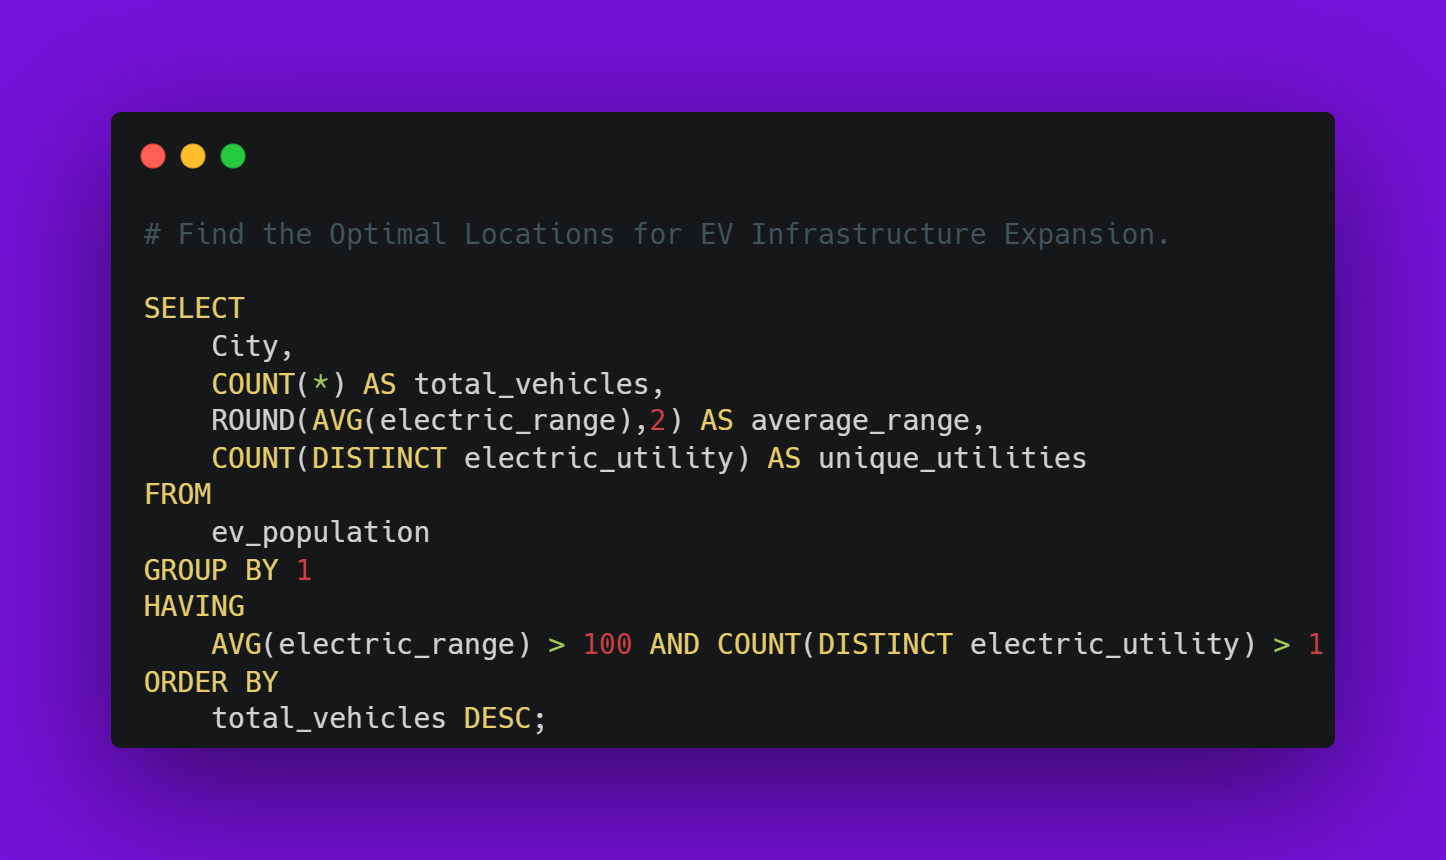 # Find the Optimal Locations for EV Infrastructure Expansion.

SELECT
    City,
    COUNT(*) AS total_vehicles,
    ROUND(AVG(electric_range),2) AS average_range,
    COUNT(DISTINCT electric_utility) AS unique_utilities
FROM
    ev_population
GROUP BY 1
HAVING
    AVG(electric_range) > 100 AND COUNT(DISTINCT electric_utility) > 1
ORDER BY
    total_vehicles DESC;